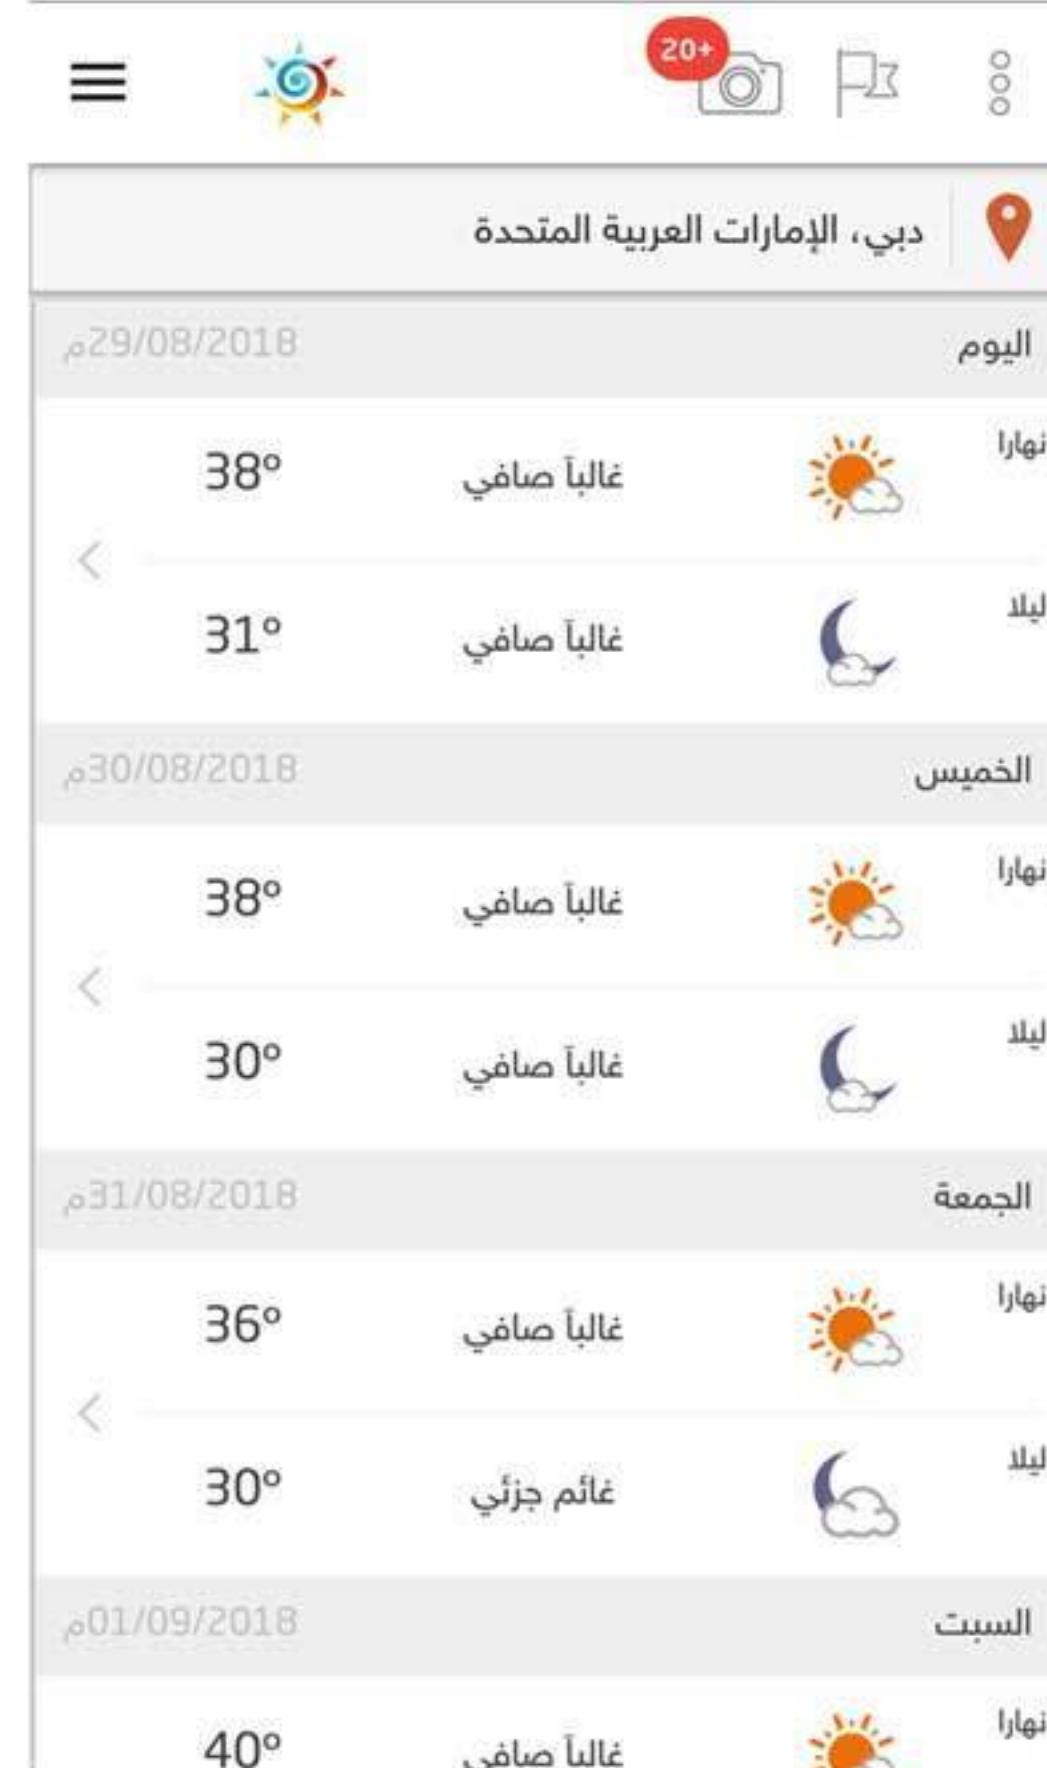 20+
دبي، الإمارات العربية المتحدة
اليوم 29/08/2018م
نهارا
غالباً صافي 38°
ليلا
غالباً صافي 31°
الخميس 30/08/2018م
نهارا
غالباً صافي 38°
ليلا
غالباً صافي 30°
الجمعة 31/08/2018م
نهارا
غالباً صافي 36°
ليلا
غائم جزئي 30°
السبت 01/09/2018م
نهارا
غالباً صافي 40°